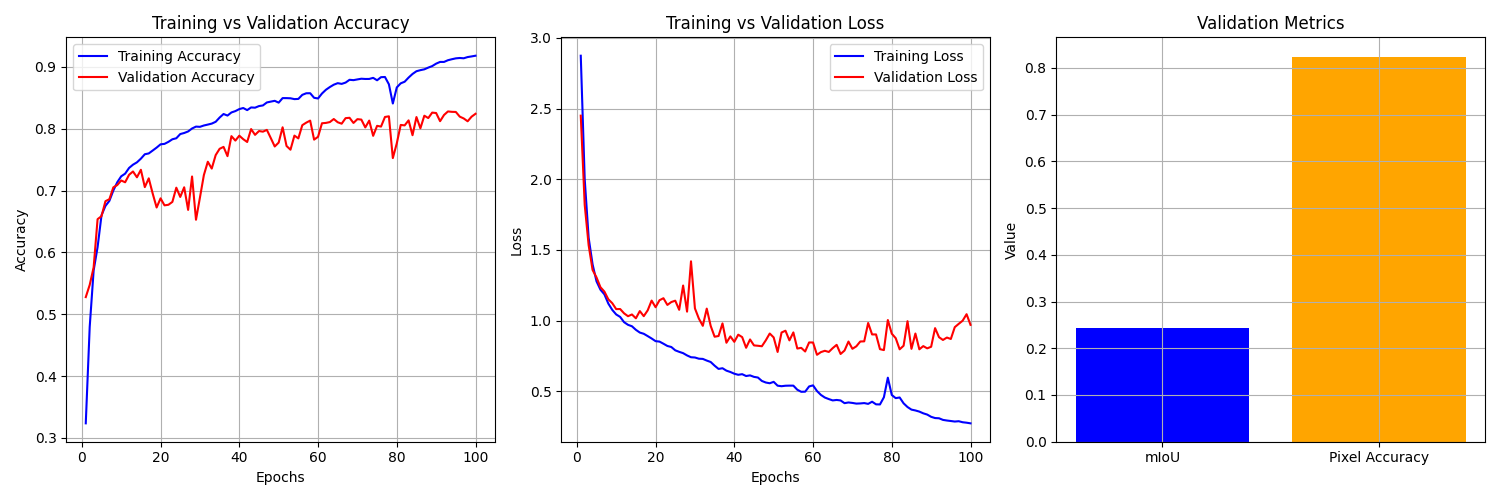 Training vs Validation Accuracy
Training Accuracy
Validation Accuracy
0.9
0.8
0.7
0.6
0.5
0.4
0.3
Accuracy
0 20 40 60 80 100
Epochs
Training vs Validation Loss
Training Loss
Validation Loss
3.0
2.5
2.0
1.5
1.0
0.5
Loss
0 20 40 60 80 100
Epochs
Validation Metrics
0.8
0.7
0.6
0.5
0.4
0.3
0.2
0.1
0.0
Value
mIoU Pixel Accuracy